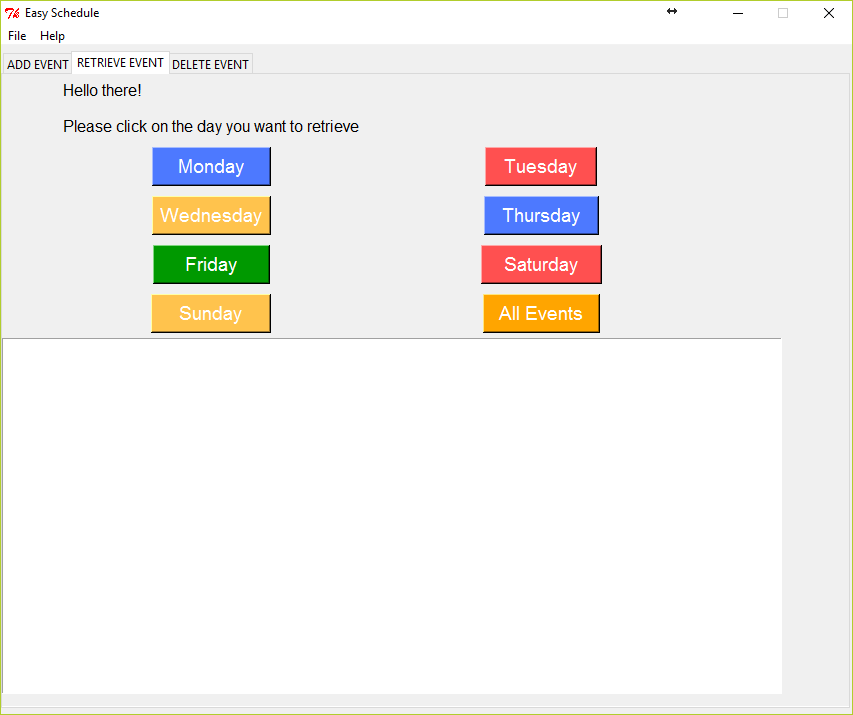 Easy Schedule
File Help
ADD EVENT RETRIEVE EVENT DELETE EVENT
Hello there!
Please click on the day you want to retrieve
Monday Tuesday
Wednesday Thursday
Friday Saturday
Sunday All Events